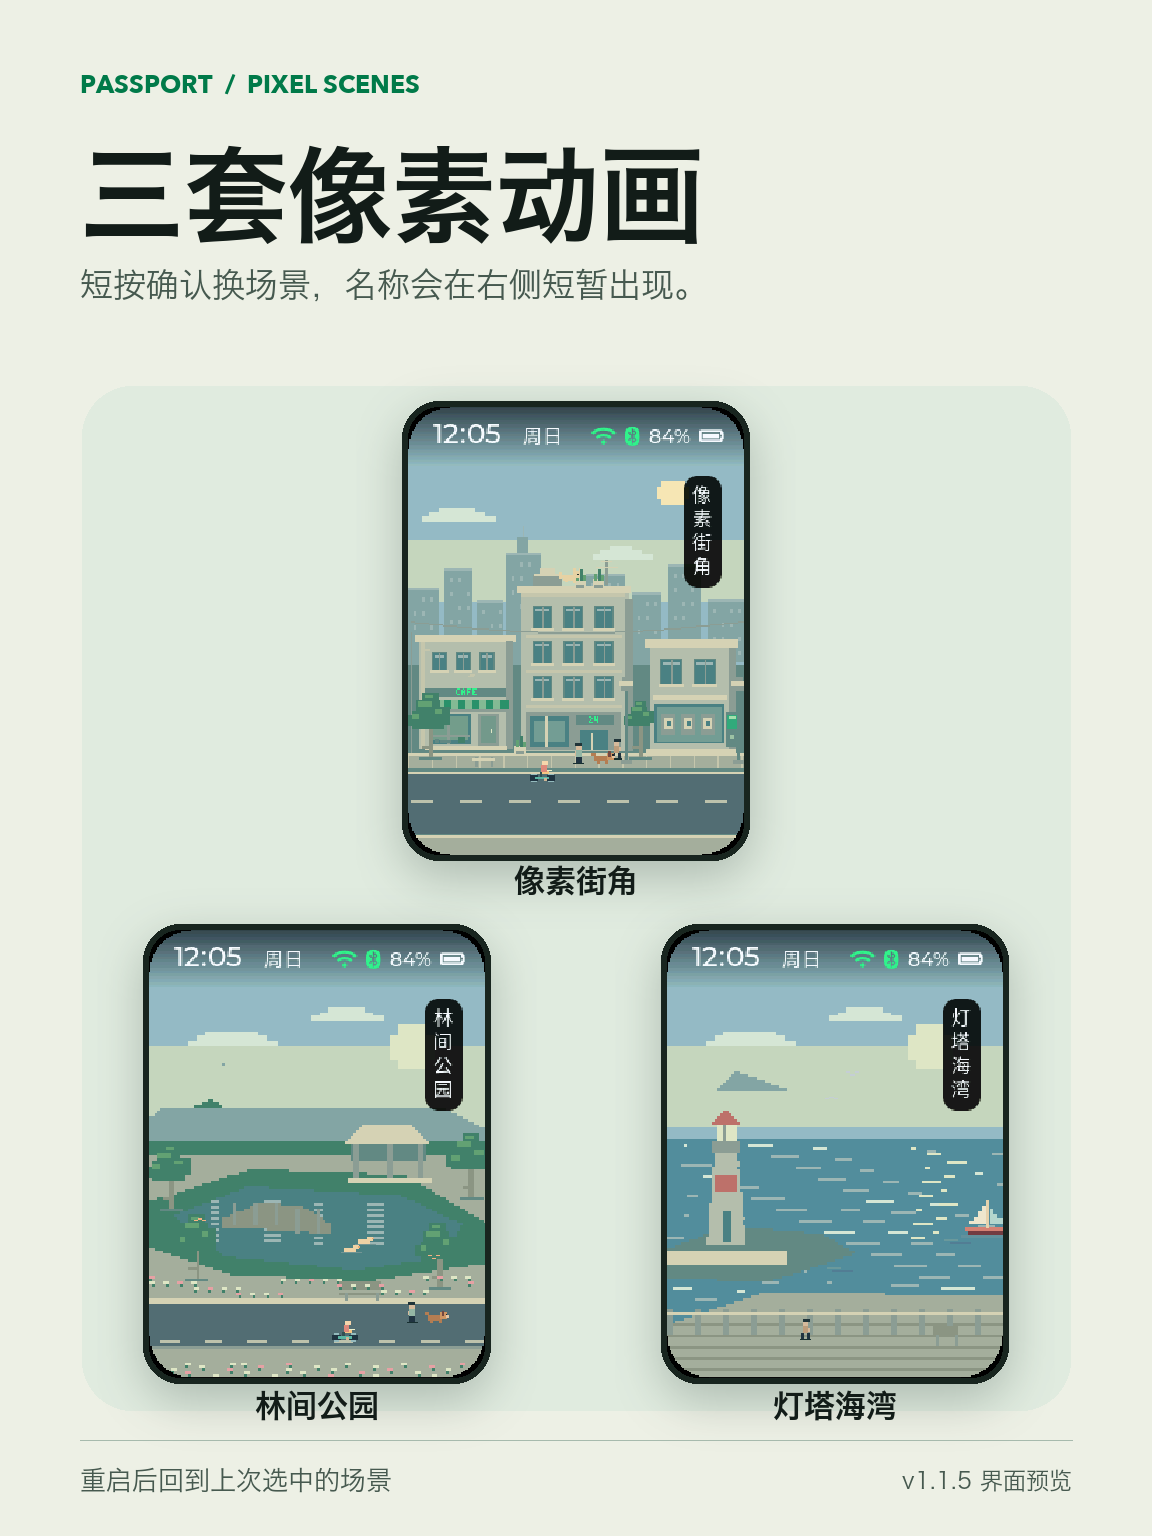 PASSPORT / PIXEL SCENES
三套像素动画
短按确认换场景，名称会在右侧短暂出现。
12:05 周日 84%
像素街角
CAFE
24
像素街角
12:05 周日 84%
林间公园
林间公园
12:05 周日 84%
灯塔海湾
灯塔海湾
重启后回到上次选中的场景
v1.1.5 界面预览